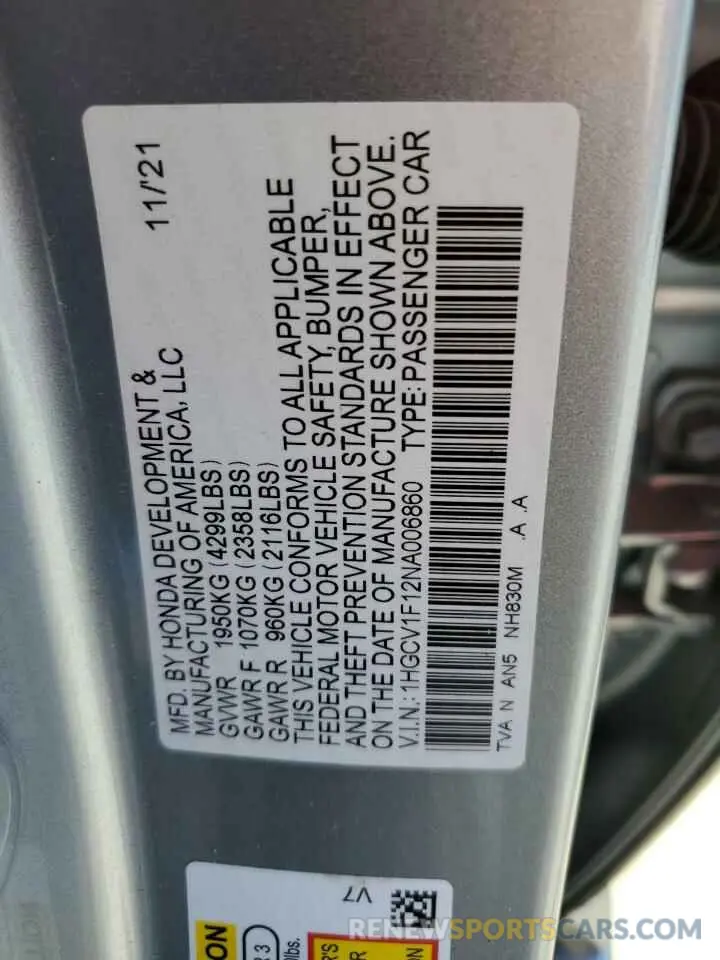 MFD. BY HONDA DEVELOPMENT & 11/'21
MANUFACTURING OF AMERICA, LLC
GVWR 1950KG (4299LBS)
GAWR F 1070KG (2358LBS)
GAWR R 960KG (2116LBS)
THIS VEHICLE CONFORMS TO ALL APPLICABLE
FEDERAL MOTOR VEHICLE SAFETY, BUMPER,
AND THEFT PREVENTION STANDARDS IN EFFECT
ON THE DATE OF MANUFACTURE SHOWN ABOVE.
V.I.N.: 1HGCV1F12NA006860 TYPE: PASSENGER CAR
TVA N AN5 NH830M .A .A
V7
RENEWSPORTSCARS.COM